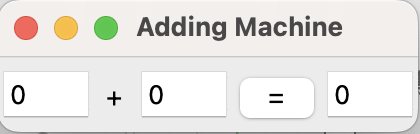 Adding Machine
0 + 0 = 0